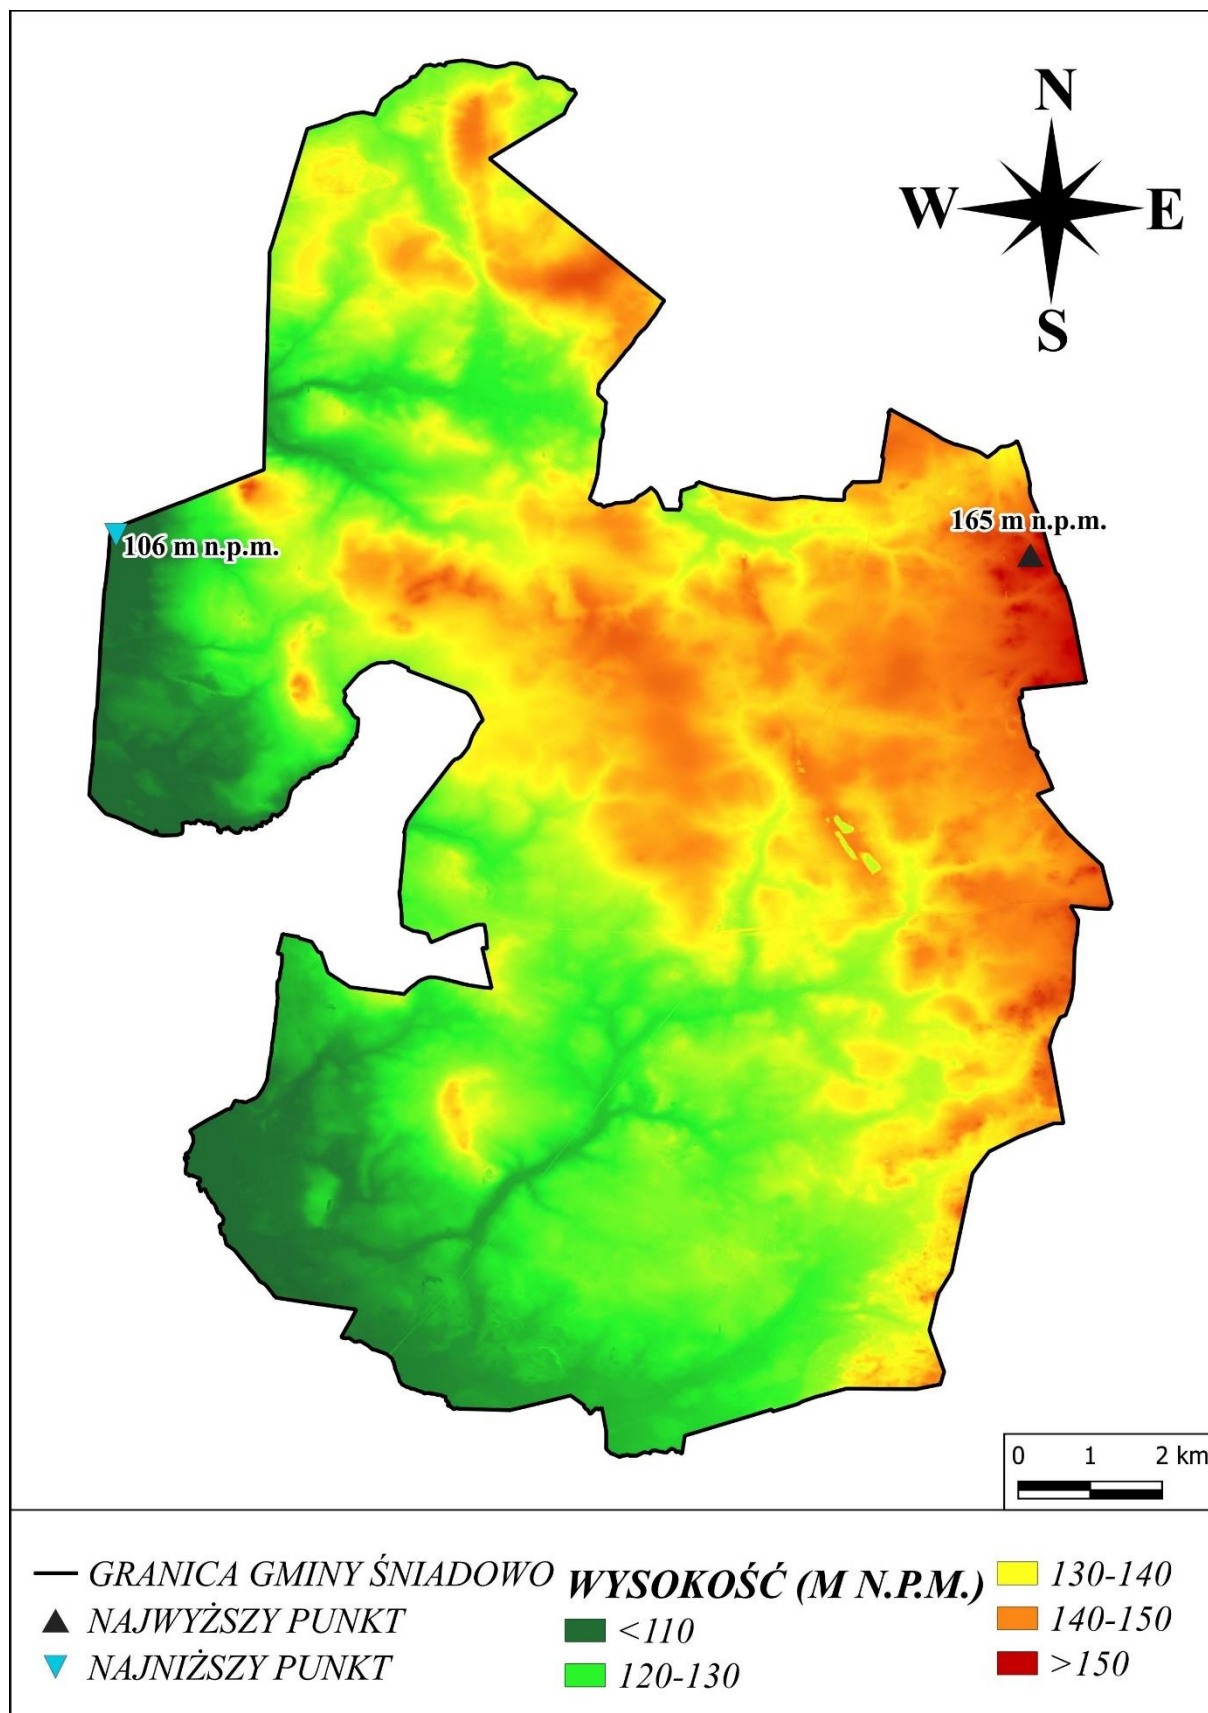 N
W E
S
165 m n.p.m.
106 m n.p.m.
0 1 2 km
GRANICA GMINY ŚNIADOWO
NAJWYŻSZY PUNKT
NAJNIŻSZY PUNKT
WYSOKOŚĆ (M N.P.M.)
<110
120-130
130-140
140-150
>150